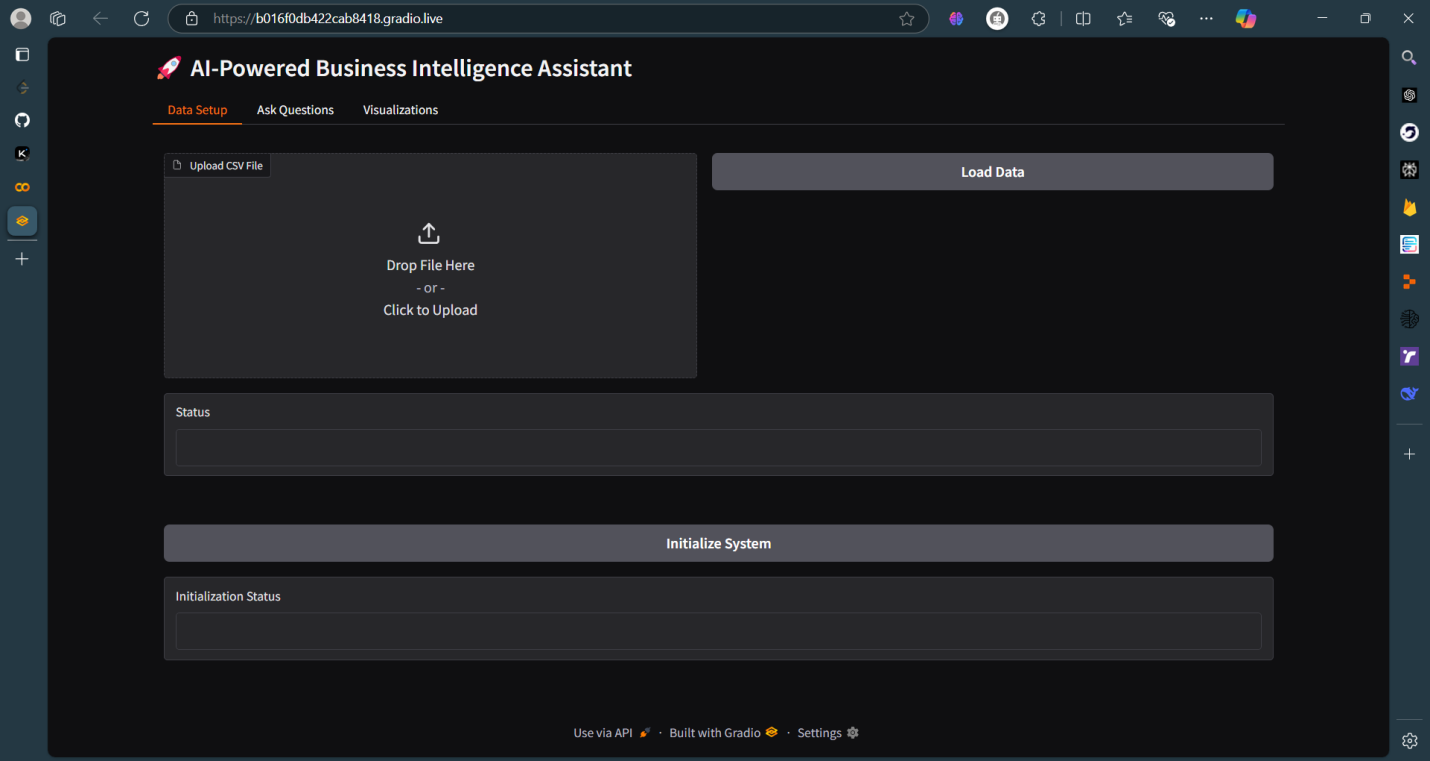 https://b016f0db422cab8418.gradio.live
🚀 AI-Powered Business Intelligence Assistant
Data Setup Ask Questions Visualizations
Upload CSV File
Load Data
Drop File Here
- or -
Click to Upload
Status
Initialize System
Initialization Status
Use via API · Built with Gradio · Settings